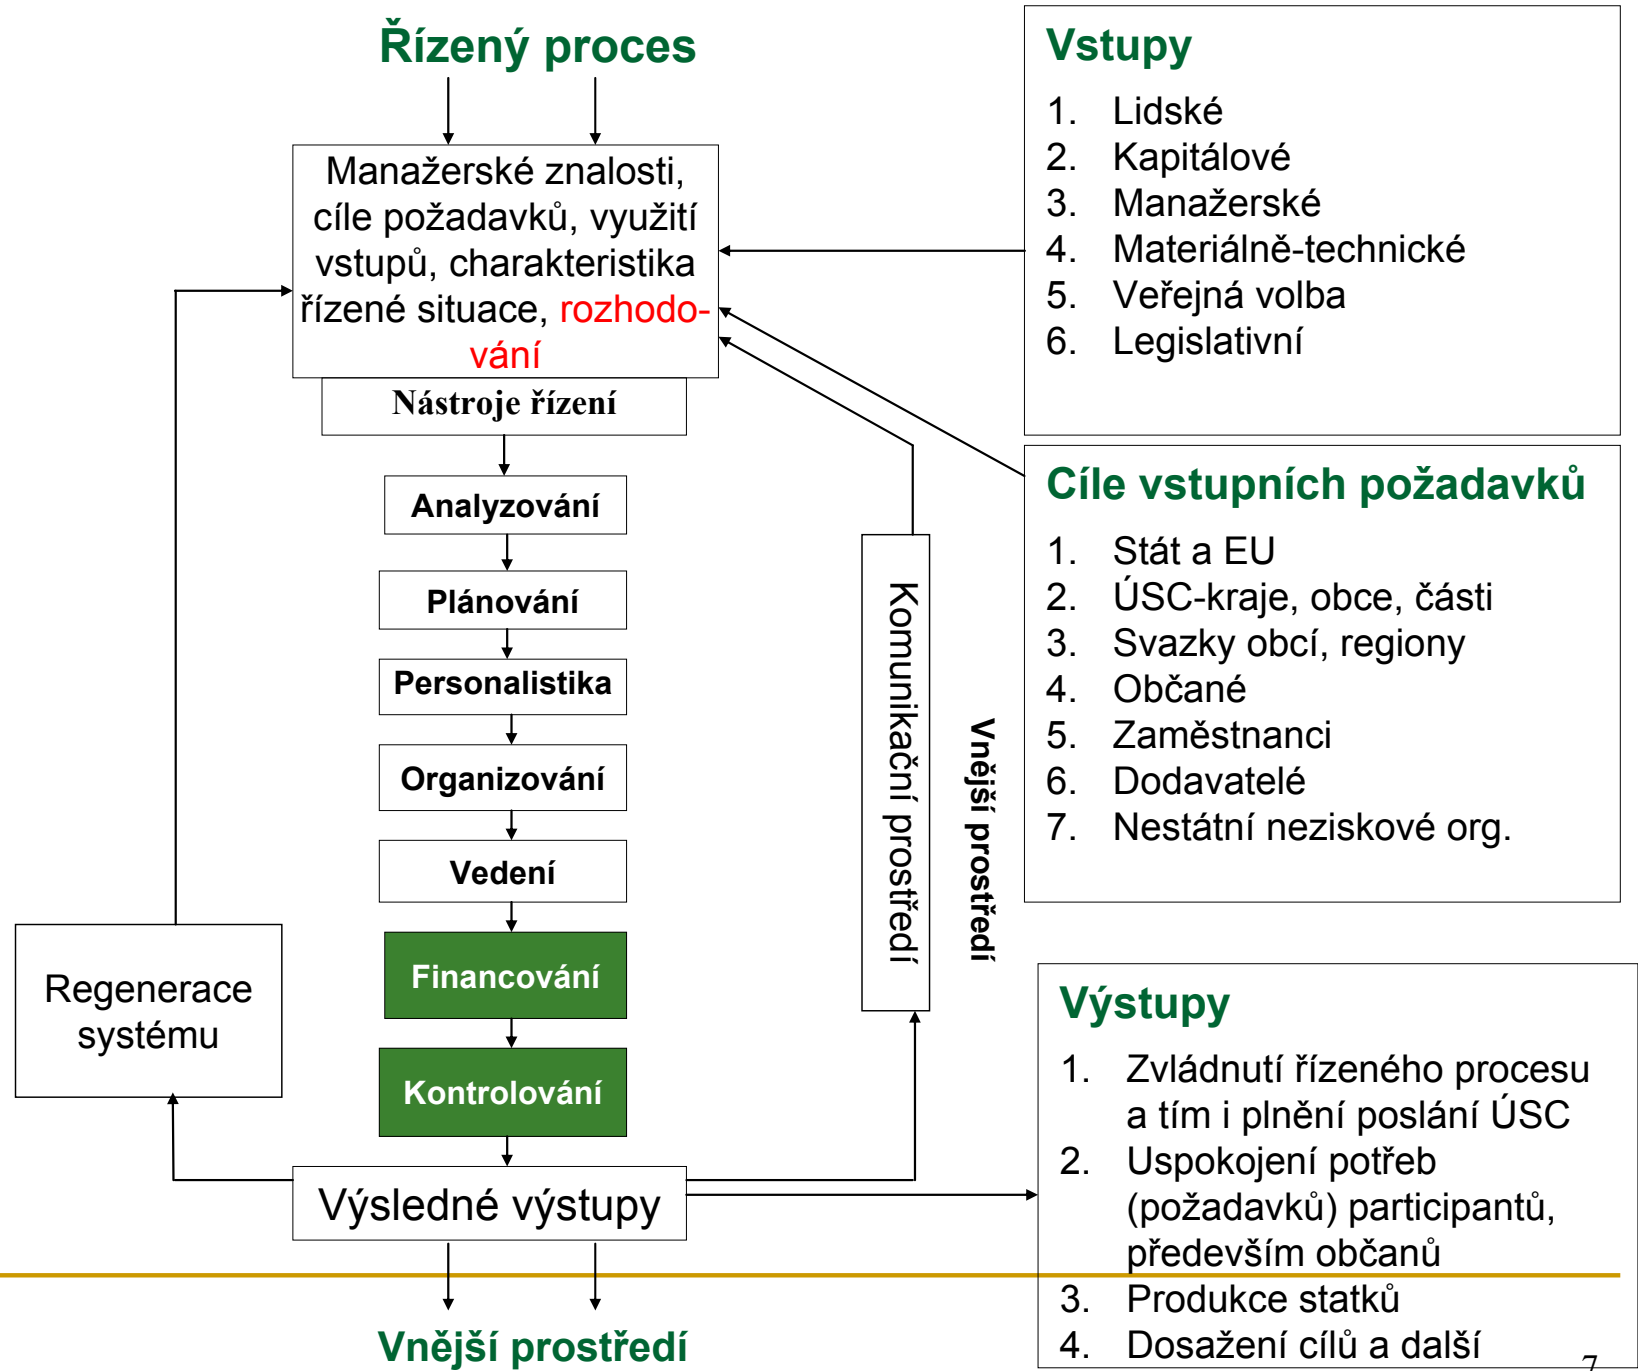 Řízený proces
Manažerské znalosti,
cíle požadavků, využití
vstupů, charakteristika
řízené situace, rozhodo-
vání
Nástroje řízení
Analyzování
Plánování
Personalistika
Organizování
Vedení
Financování
Kontrolování
Výsledné výstupy
Vnější prostředí
Regenerace
systému
Komunikační prostředí
Vnější prostředí
Vstupy
1. Lidské
2. Kapitálové
3. Manažerské
4. Materiálně-technické
5. Veřejná volba
6. Legislativní
Cíle vstupních požadavků
1. Stát a EU
2. ÚSC-kraje, obce, části
3. Svazky obcí, regiony
4. Občané
5. Zaměstnanci
6. Dodavatelé
7. Nestátní neziskové org.
Výstupy
1. Zvládnutí řízeného procesu
a tím i plnění poslání ÚSC
2. Uspokojení potřeb
(požadavků) participantů,
především občanů
3. Produkce statků
4. Dosažení cílů a další
7